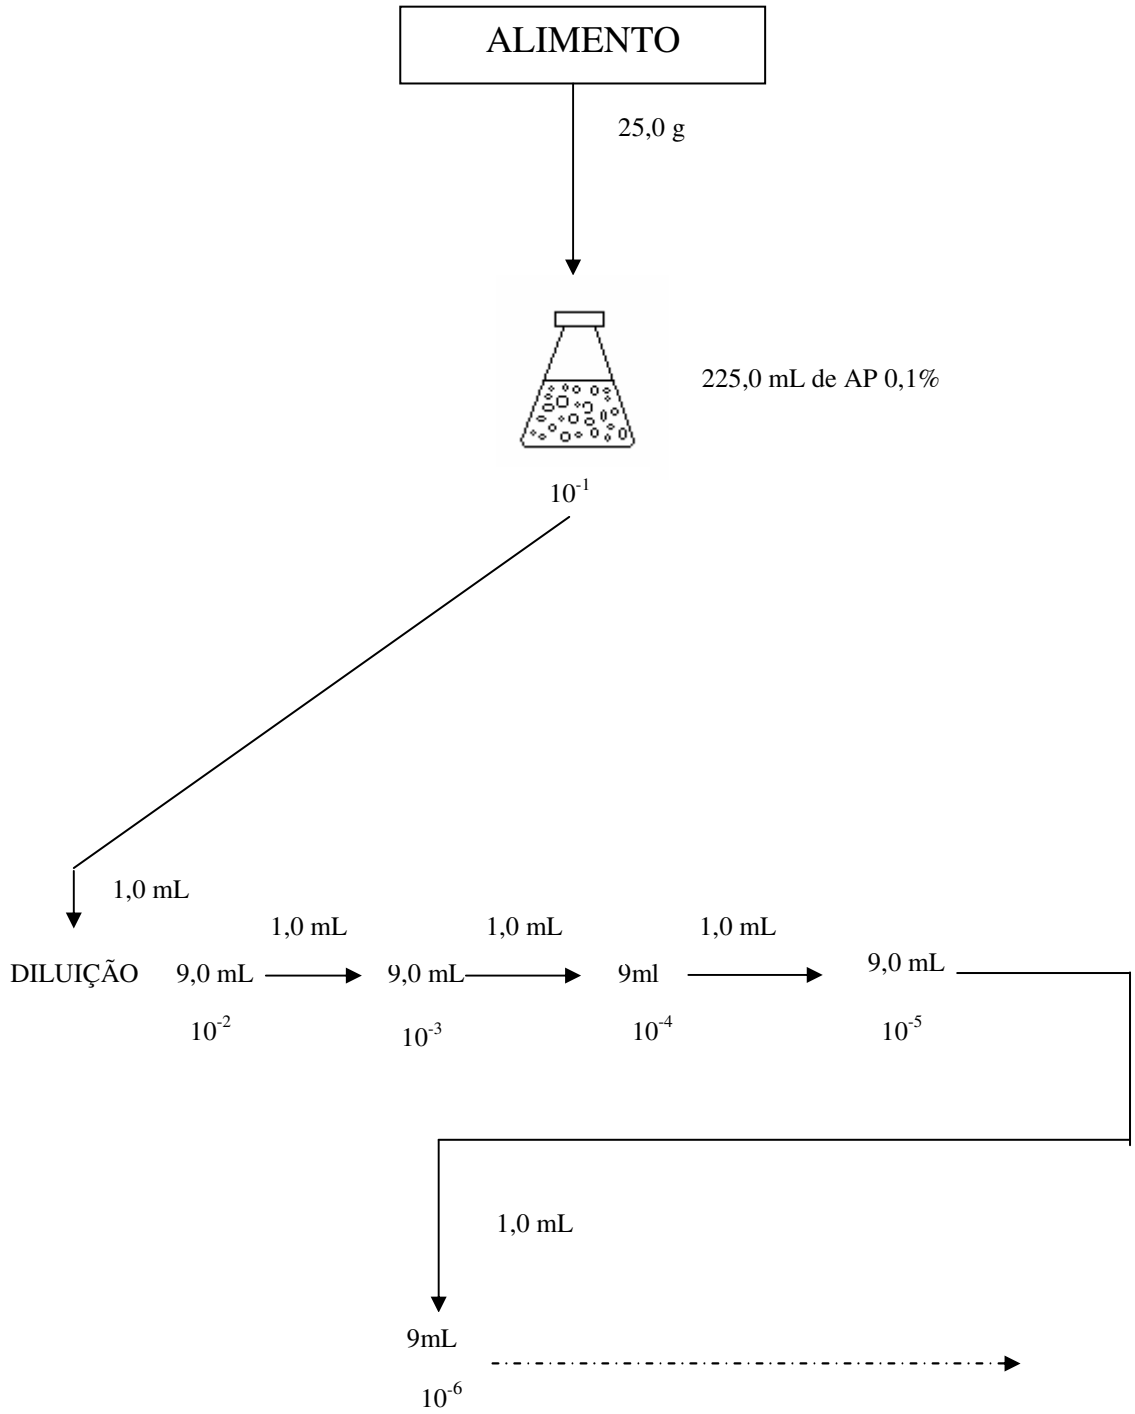 ALIMENTO
25,0 g
225,0 mL de AP 0,1%
10⁻¹
1,0 mL
1,0 mL 1,0 mL 1,0 mL
DILUIÇÃO 9,0 mL 9,0 mL 9ml 9,0 mL
10⁻² 10⁻³ 10⁻⁴ 10⁻⁵
1,0 mL
9mL
10⁻⁶